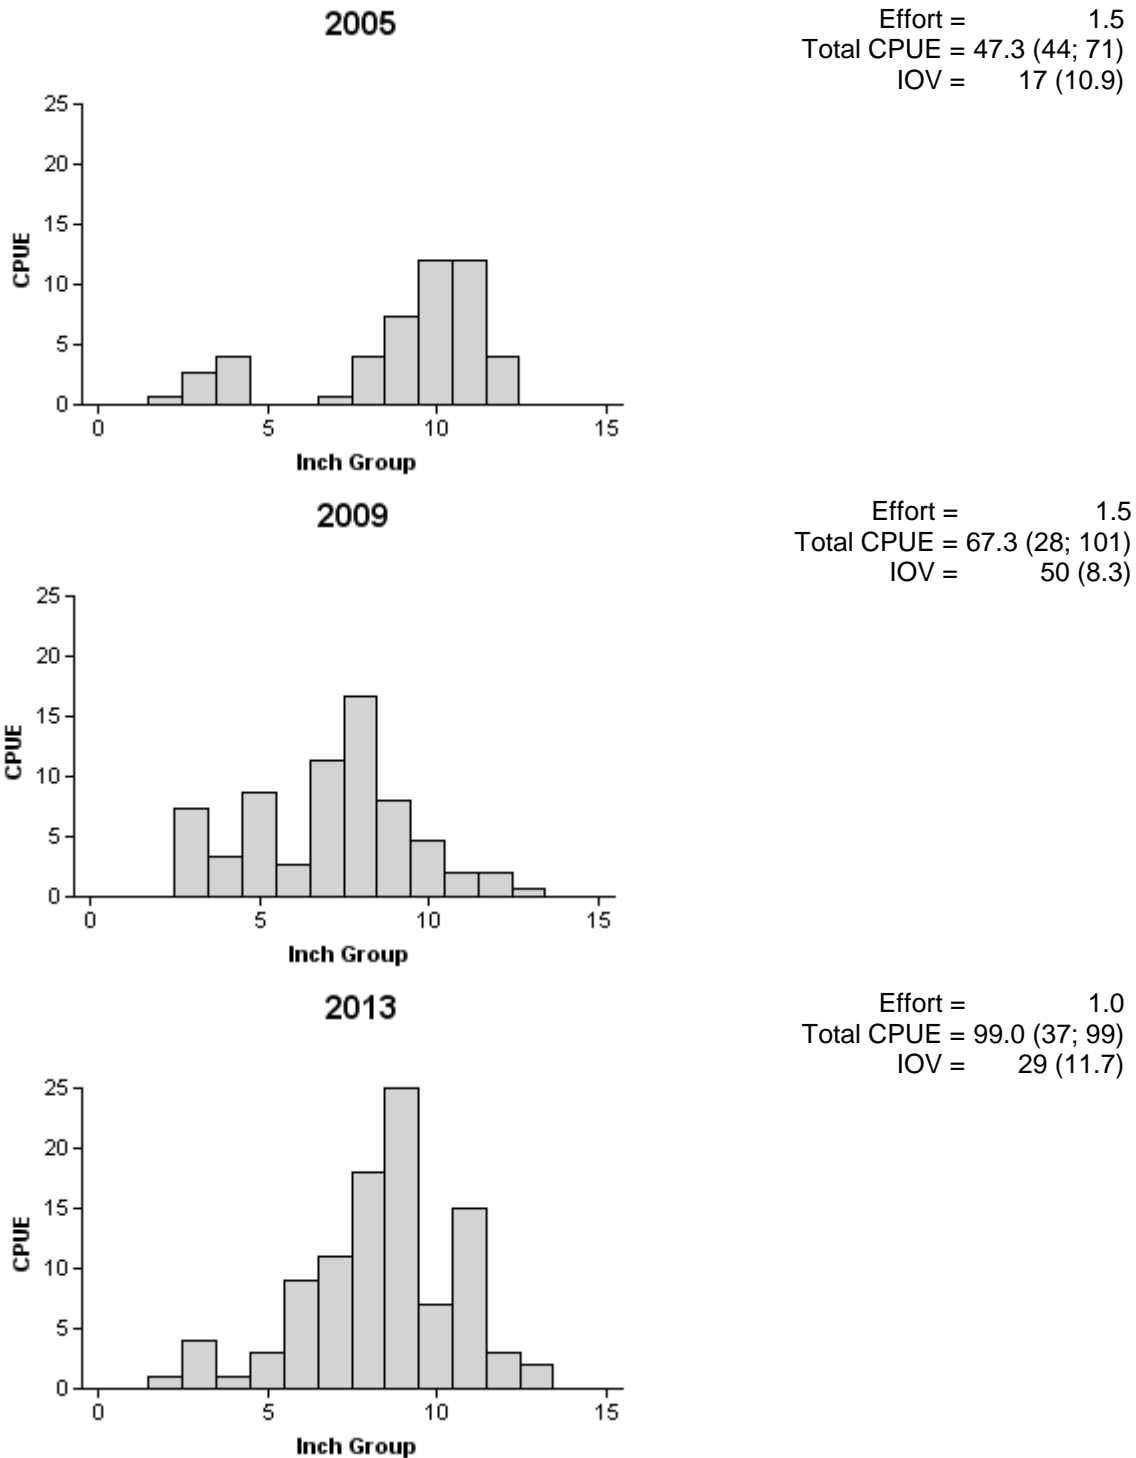 2005
Effort = 1.5
Total CPUE = 47.3 (44; 71)
IOV = 17 (10.9)
25
20
15
10
5
0
CPUE
0 5 10 15
Inch Group
2009
Effort = 1.5
Total CPUE = 67.3 (28; 101)
IOV = 50 (8.3)
25
20
15
10
5
0
CPUE
0 5 10 15
Inch Group
2013
Effort = 1.0
Total CPUE = 99.0 (37; 99)
IOV = 29 (11.7)
25
20
15
10
5
0
CPUE
0 5 10 15
Inch Group